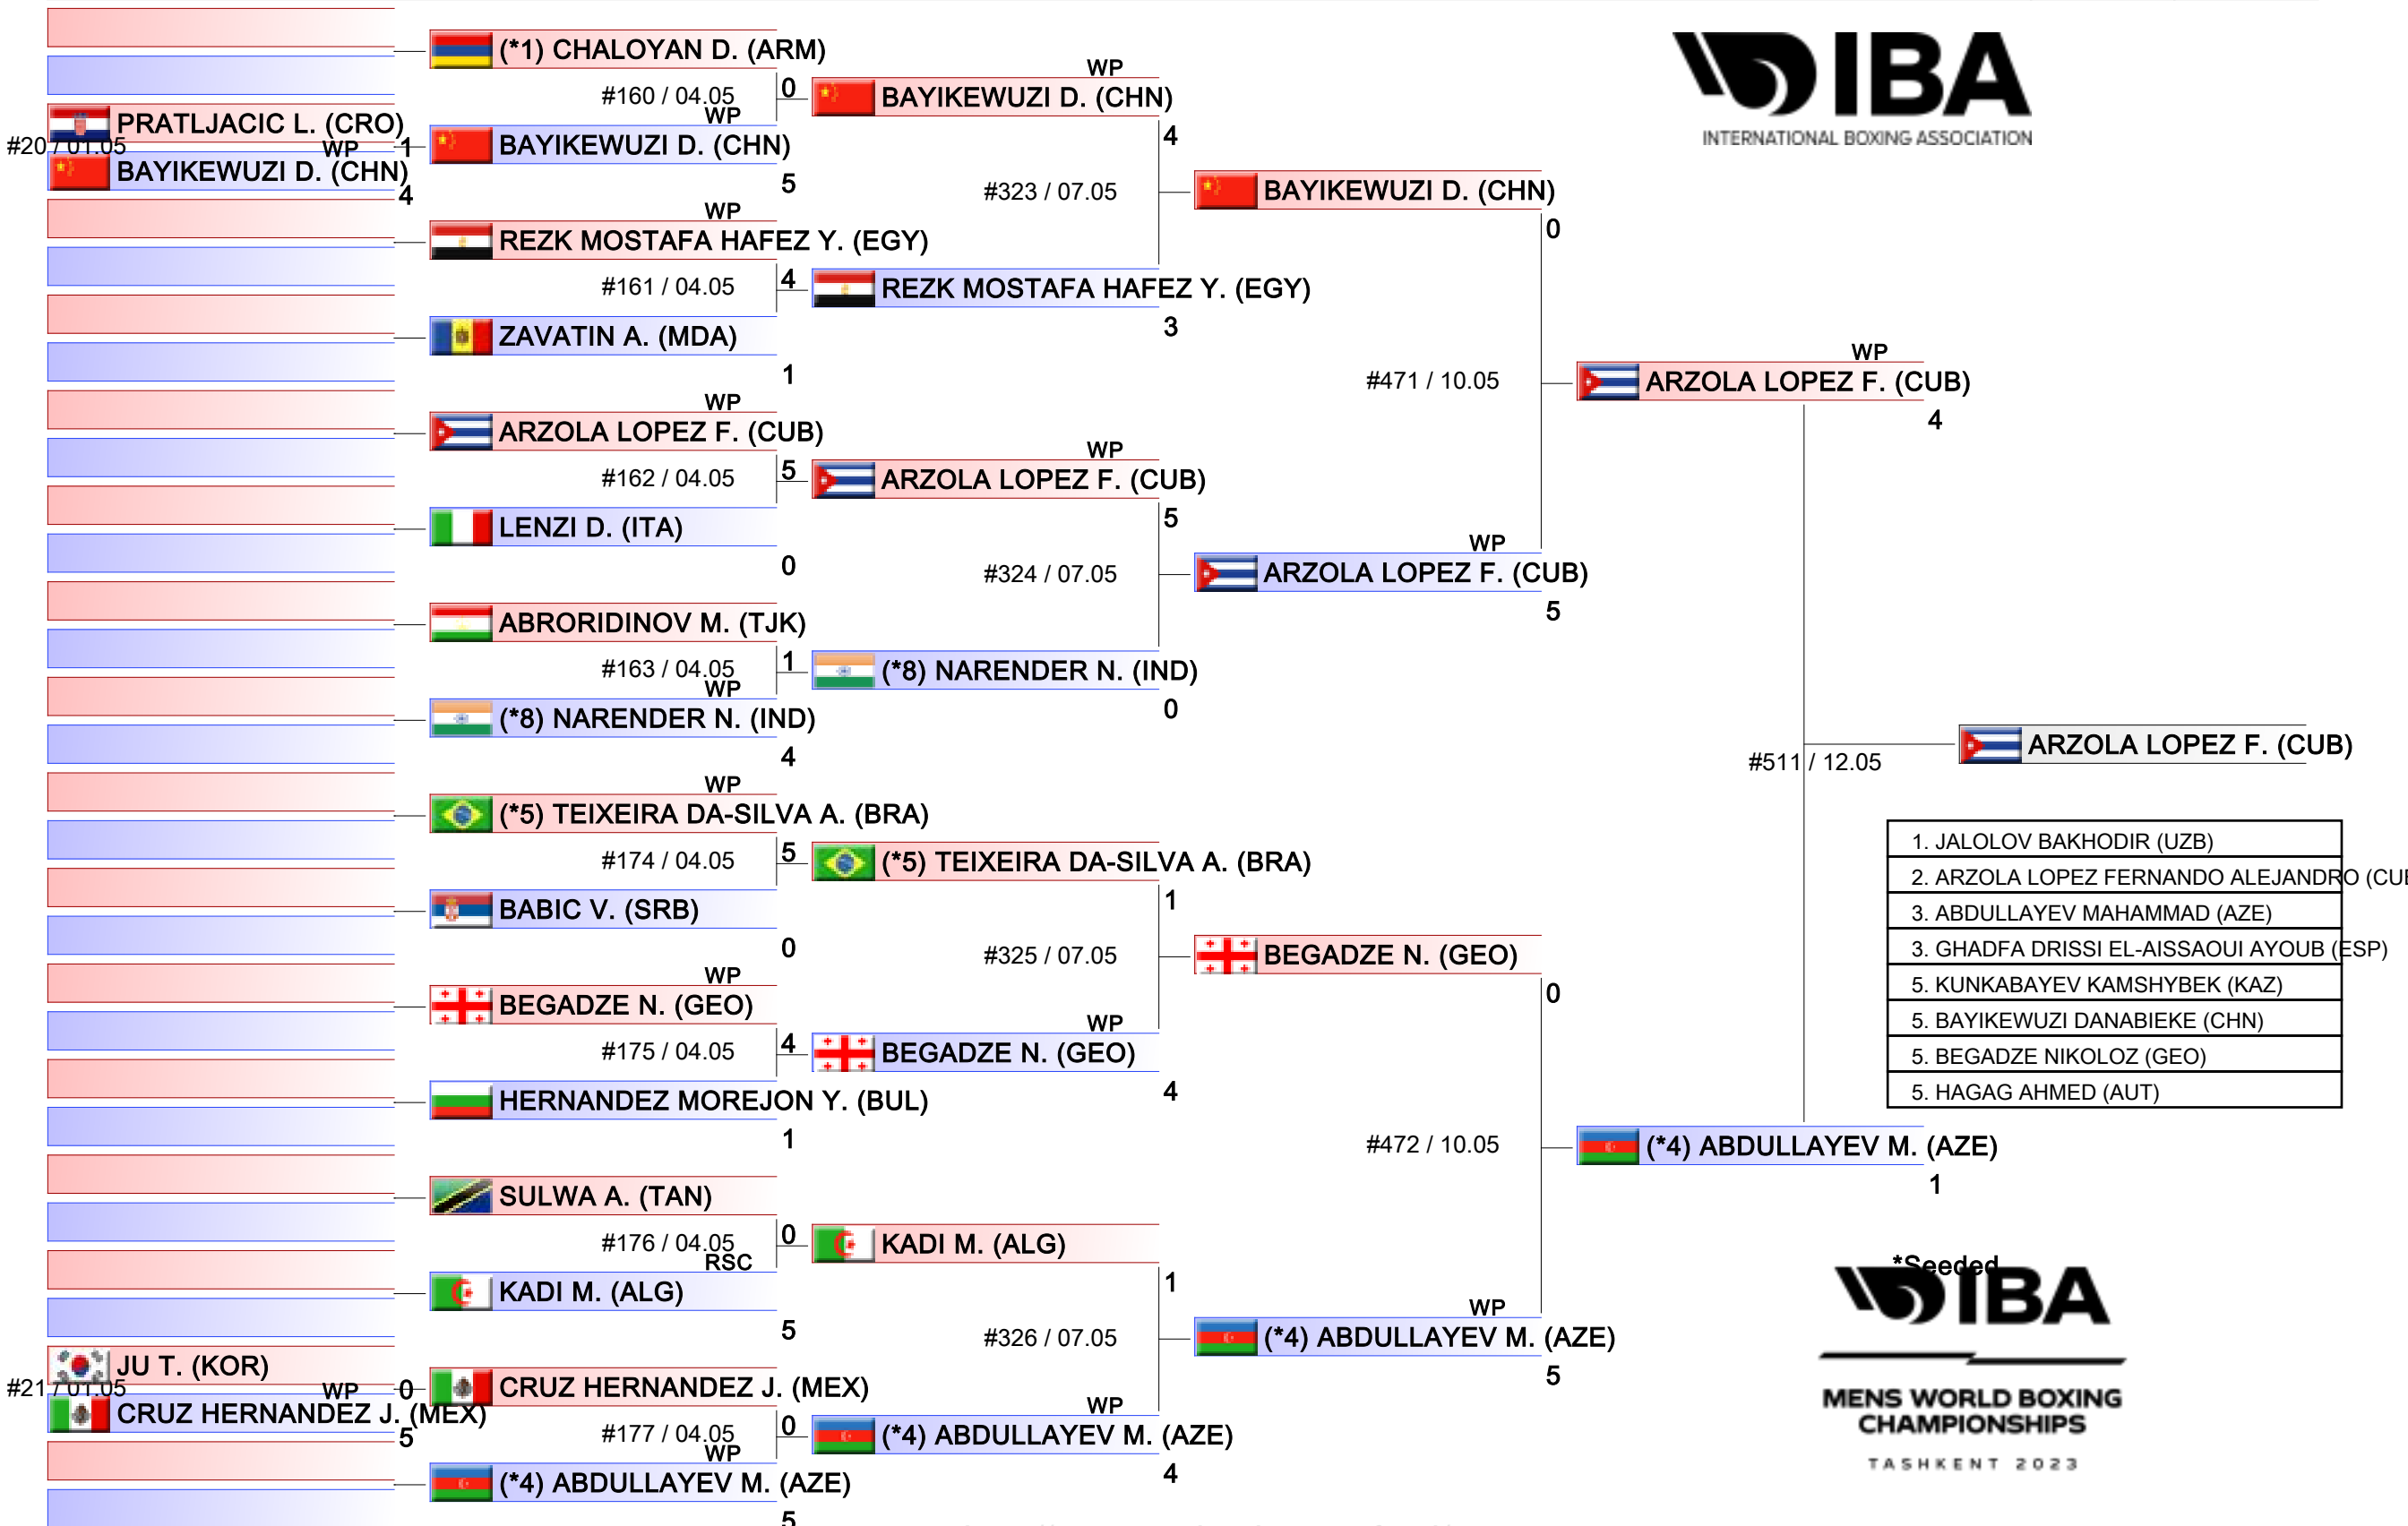 IBA
INTERNATIONAL BOXING ASSOCIATION
#20 / 01.05
PRATLJACIC L. (CRO)
1
WP
BAYIKEWUZI D. (CHN)
4
#21 / 01.05
JU T. (KOR)
0
WP
CRUZ HERNANDEZ J. (MEX)
5
(*1) CHALOYAN D. (ARM)
0
#160 / 04.05
WP
BAYIKEWUZI D. (CHN)
5
WP
REZK MOSTAFA HAFEZ Y. (EGY)
4
#161 / 04.05
ZAVATIN A. (MDA)
1
WP
ARZOLA LOPEZ F. (CUB)
5
#162 / 04.05
LENZI D. (ITA)
0
ABRORIDINOV M. (TJK)
1
#163 / 04.05
WP
(*8) NARENDER N. (IND)
4
WP
(*5) TEIXEIRA DA-SILVA A. (BRA)
5
#174 / 04.05
BABIC V. (SRB)
0
WP
BEGADZE N. (GEO)
4
#175 / 04.05
HERNANDEZ MOREJON Y. (BUL)
1
SULWA A. (TAN)
0
#176 / 04.05
RSC
KADI M. (ALG)
5
CRUZ HERNANDEZ J. (MEX)
0
#177 / 04.05
WP
(*4) ABDULLAYEV M. (AZE)
5
WP
BAYIKEWUZI D. (CHN)
4
#323 / 07.05
REZK MOSTAFA HAFEZ Y. (EGY)
3
WP
ARZOLA LOPEZ F. (CUB)
5
#324 / 07.05
(*8) NARENDER N. (IND)
0
(*5) TEIXEIRA DA-SILVA A. (BRA)
1
#325 / 07.05
WP
BEGADZE N. (GEO)
4
KADI M. (ALG)
1
#326 / 07.05
WP
(*4) ABDULLAYEV M. (AZE)
4
BAYIKEWUZI D. (CHN)
0
#471 / 10.05
WP
ARZOLA LOPEZ F. (CUB)
5
BEGADZE N. (GEO)
0
#472 / 10.05
WP
(*4) ABDULLAYEV M. (AZE)
5
WP
ARZOLA LOPEZ F. (CUB)
4
#511 / 12.05
(*4) ABDULLAYEV M. (AZE)
1
ARZOLA LOPEZ F. (CUB)
1. JALOLOV BAKHODIR (UZB)
2. ARZOLA LOPEZ FERNANDO ALEJANDRO (CU
3. ABDULLAYEV MAHAMMAD (AZE)
3. GHADFA DRISSI EL-AISSAOUI AYOUB (ESP)
5. KUNKABAYEV KAMSHYBEK (KAZ)
5. BAYIKEWUZI DANABIEKE (CHN)
5. BEGADZE NIKOLOZ (GEO)
5. HAGAG AHMED (AUT)
*Seeded
IBA
MENS WORLD BOXING
CHAMPIONSHIPS
TASHKENT 2023